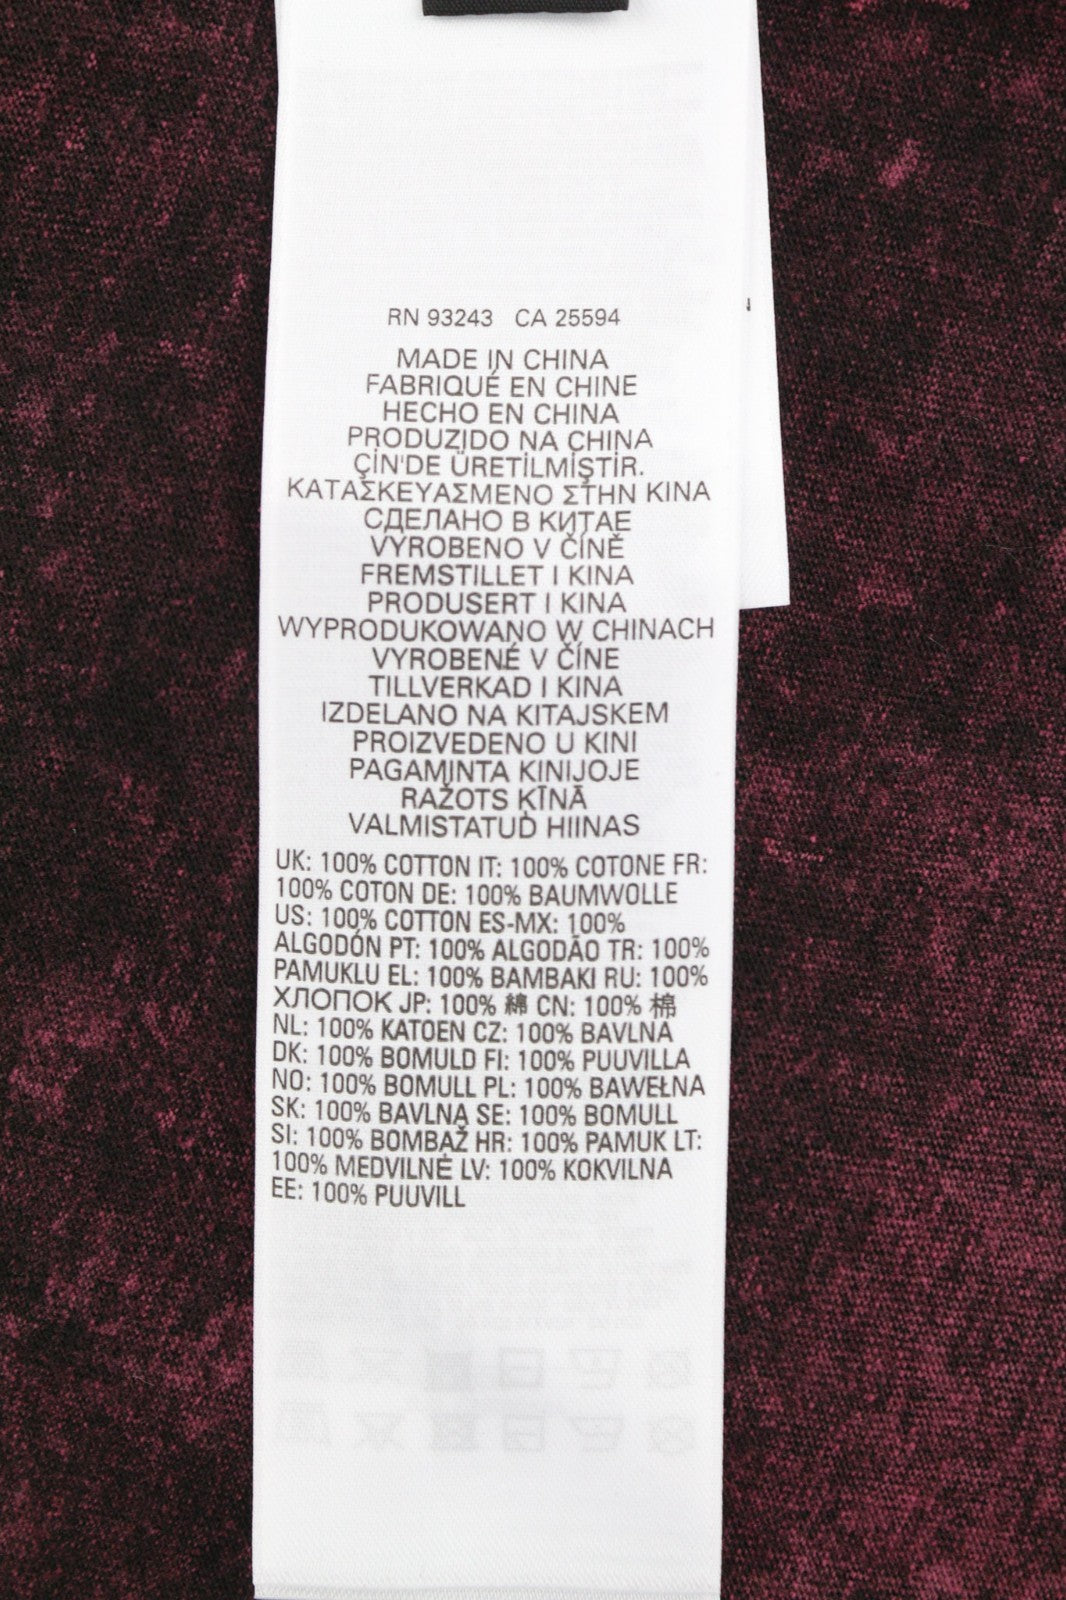 RN 93243 CA 25594
MADE IN CHINA
FABRIQUÉ EN CHINE
HECHO EN CHINA
PRODUZIDO NA CHINA
ÇİN'DE ÜRETİLMİŞTİR.
ΚΑΤΑΣΚΕΥΑΣΜΕΝΟ ΣΤΗΝ ΚΙΝΑ
СДЕЛАНО В КИТАЕ
VYROBENO V ČÍNĚ
FREMSTILLET I KINA
PRODUSERT I KINA
WYPRODUKOWANO W CHINACH
VYROBENÉ V ČÍNE
TILLVERKAD I KINA
IZDELANO NA KITAJSKEM
PROIZVEDENO U KINI
PAGAMINTA KINIJOJE
RAŽOTS ĶĪNĀ
VALMISTATUD HIINAS
UK: 100% COTTON IT: 100% COTONE FR:
100% COTON DE: 100% BAUMWOLLE
US: 100% COTTON ES-MX: 100%
ALGODÓN PT: 100% ALGODÃO TR: 100%
PAMUKLU EL: 100% BAMBAKI RU: 100%
ХЛОПОК JP: 100% 綿 CN: 100% 棉
NL: 100% KATOEN CZ: 100% BAVLNA
DK: 100% BOMULD FI: 100% PUUVILLA
NO: 100% BOMULL PL: 100% BAWEŁNA
SK: 100% BAVLNA SE: 100% BOMULL
SI: 100% BOMBAŽ HR: 100% PAMUK LT:
100% MEDVILNĖ LV: 100% KOKVILNA
EE: 100% PUUVILL